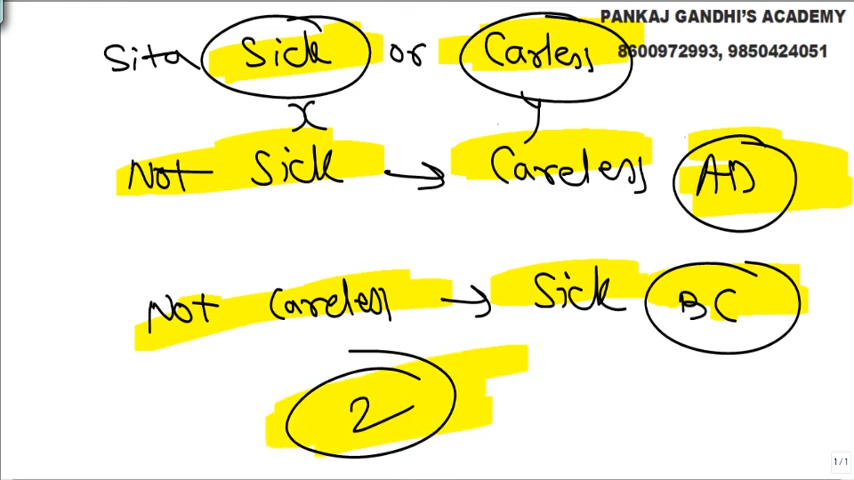 PANKAJ GANDHI'S ACADEMY
8600972993, 9850424051
Sita Sick or Carless
x y
Not Sick → Careless AD
Not Careless → Sick BC
2
1/1